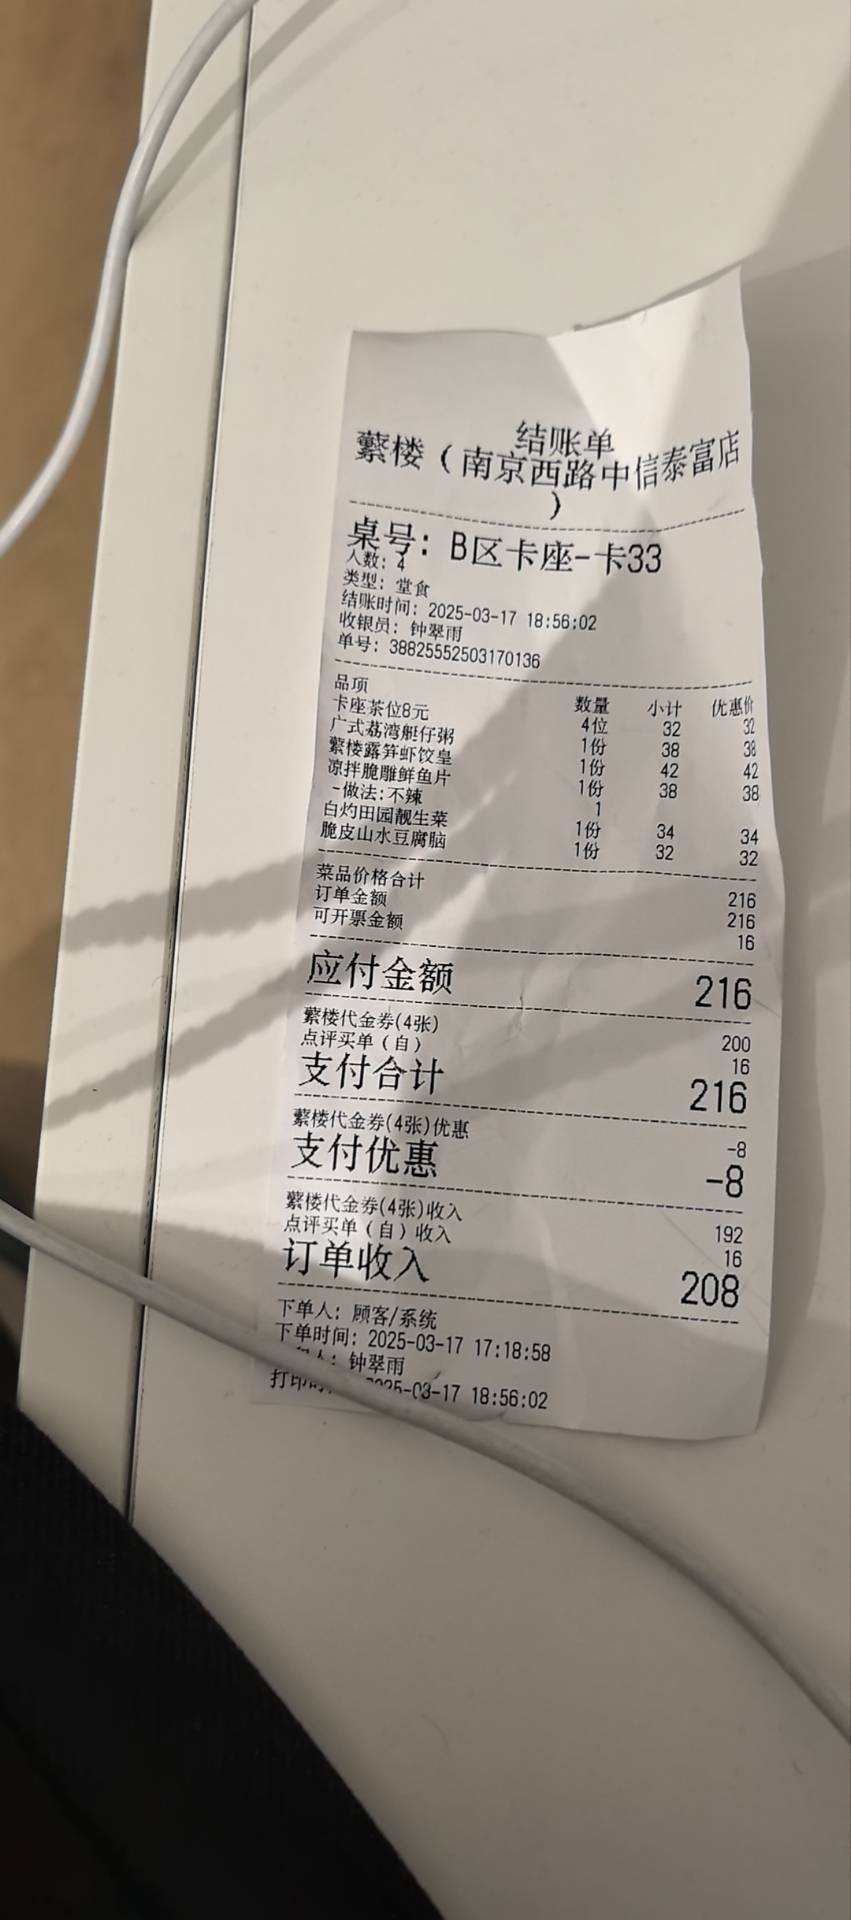 结账单
蘩楼（南京西路中信泰富店
）
桌号：B区卡座-卡33
人数：4
类型：堂食
结账时间：2025-03-17 18:56:02
收银员：钟翠雨
单号：38825552503170136
品项 数量 小计 优惠价
卡座茶位8元 4位 32 32
广式荔湾艇仔粥 1份 38 38
蘩楼露笋虾饺皇 1份 42 42
凉拌脆雕鲜鱼片 1份 38 38
-做法:不辣 1
白灼田园靓生菜 1份 34 34
脆皮山水豆腐脑 1份 32 32
菜品价格合计 216
订单金额 216
可开票金额 16
应付金额 216
蘩楼代金券(4张) 200
点评买单（自） 16
支付合计 216
蘩楼代金券(4张)优惠 -8
支付优惠 -8
蘩楼代金券(4张)收入 192
点评买单（自）收入 16
订单收入 208
下单人：顾客/系统
下单时间：2025-03-17 17:18:58
人：钟翠雨
打印时 2025-03-17 18:56:02